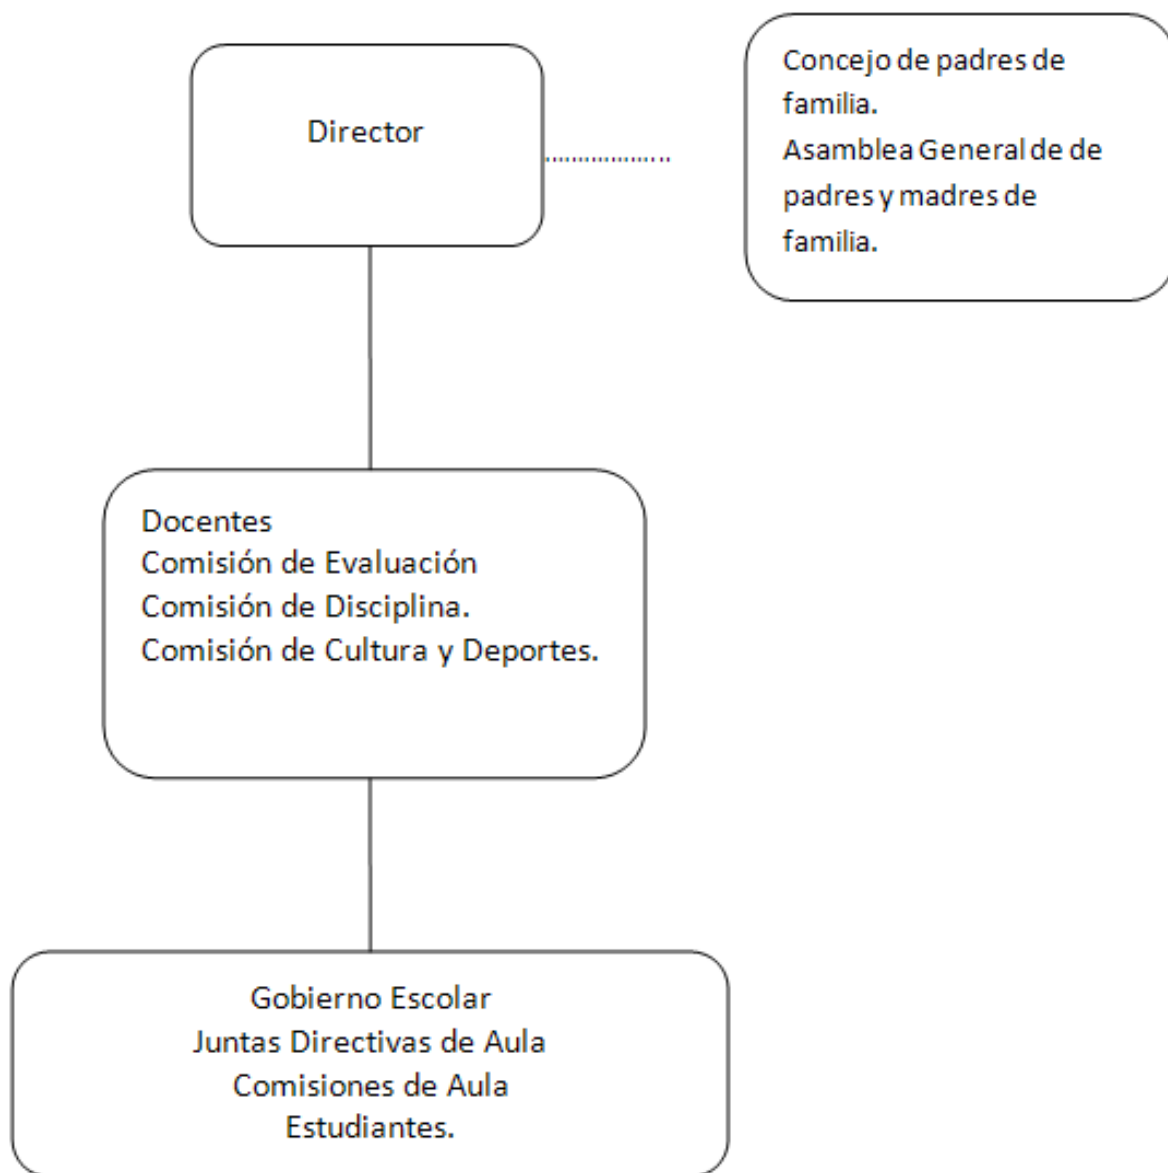 Director
Concejo de padres de
familia.
Asamblea General de de
padres y madres de
familia.
Docentes
Comisión de Evaluación
Comisión de Disciplina.
Comisión de Cultura y Deportes.
Gobierno Escolar
Juntas Directivas de Aula
Comisiones de Aula
Estudiantes.